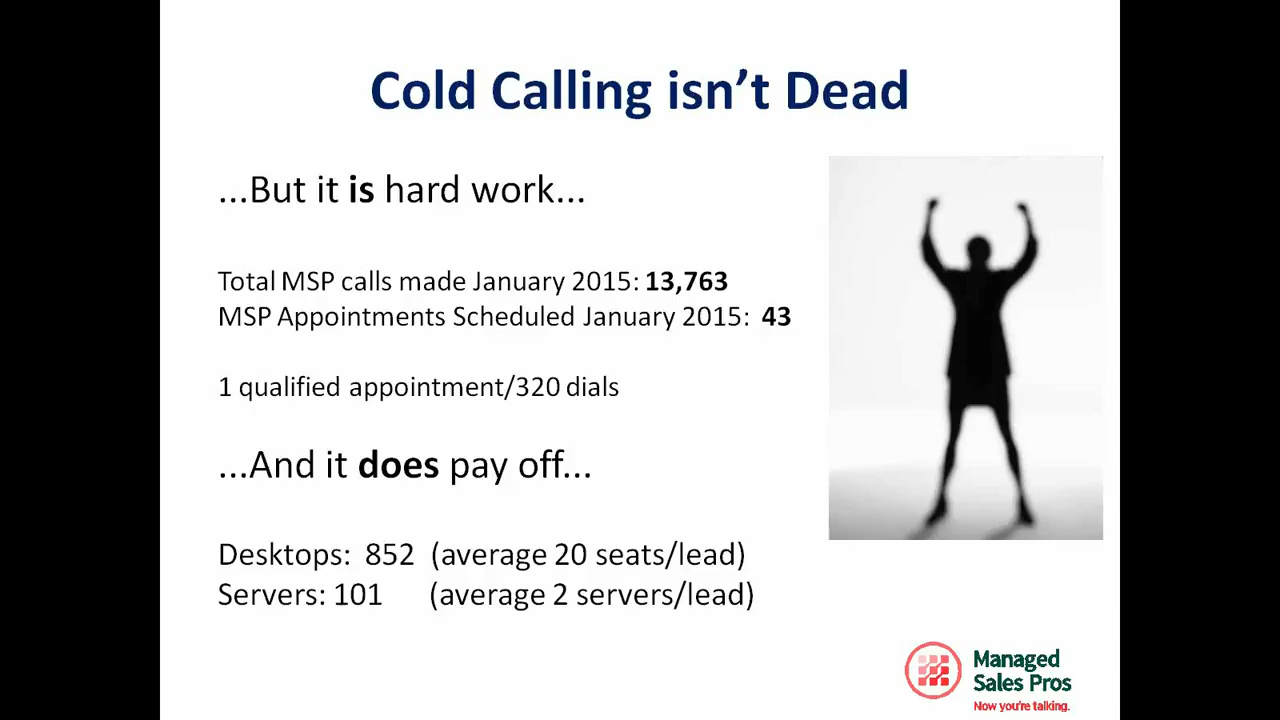 Cold Calling isn't Dead
...But it is hard work...
Total MSP calls made January 2015: 13,763
MSP Appointments Scheduled January 2015: 43
1 qualified appointment/320 dials
...And it does pay off...
Desktops: 852 (average 20 seats/lead)
Servers: 101 (average 2 servers/lead)
Managed
Sales Pros
Now you're talking.